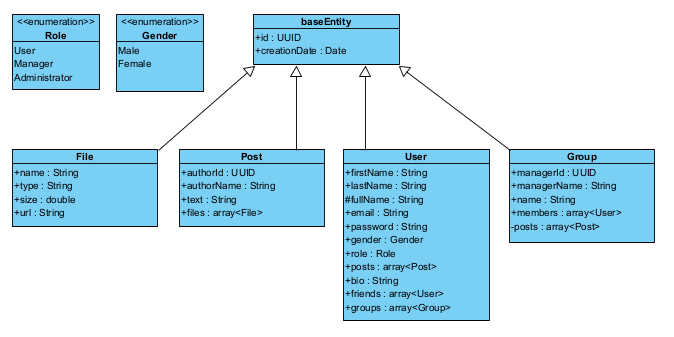 <<enumeration>>
Role
User
Manager
Administrator
<<enumeration>>
Gender
Male
Female
baseEntity
+id : UUID
+creationDate : Date
File
+name : String
+type : String
+size : double
+url : String
Post
+authorId : UUID
+authorName : String
+text : String
+files : array<File>
User
+firstName : String
+lastName : String
#fullName : String
+email : String
+password : String
+gender : Gender
+role : Role
+posts : array<Post>
+bio : String
+friends : array<User>
+groups : array<Group>
Group
+managerId : UUID
+managerName : String
+name : String
+members : array<User>
-posts : array<Post>